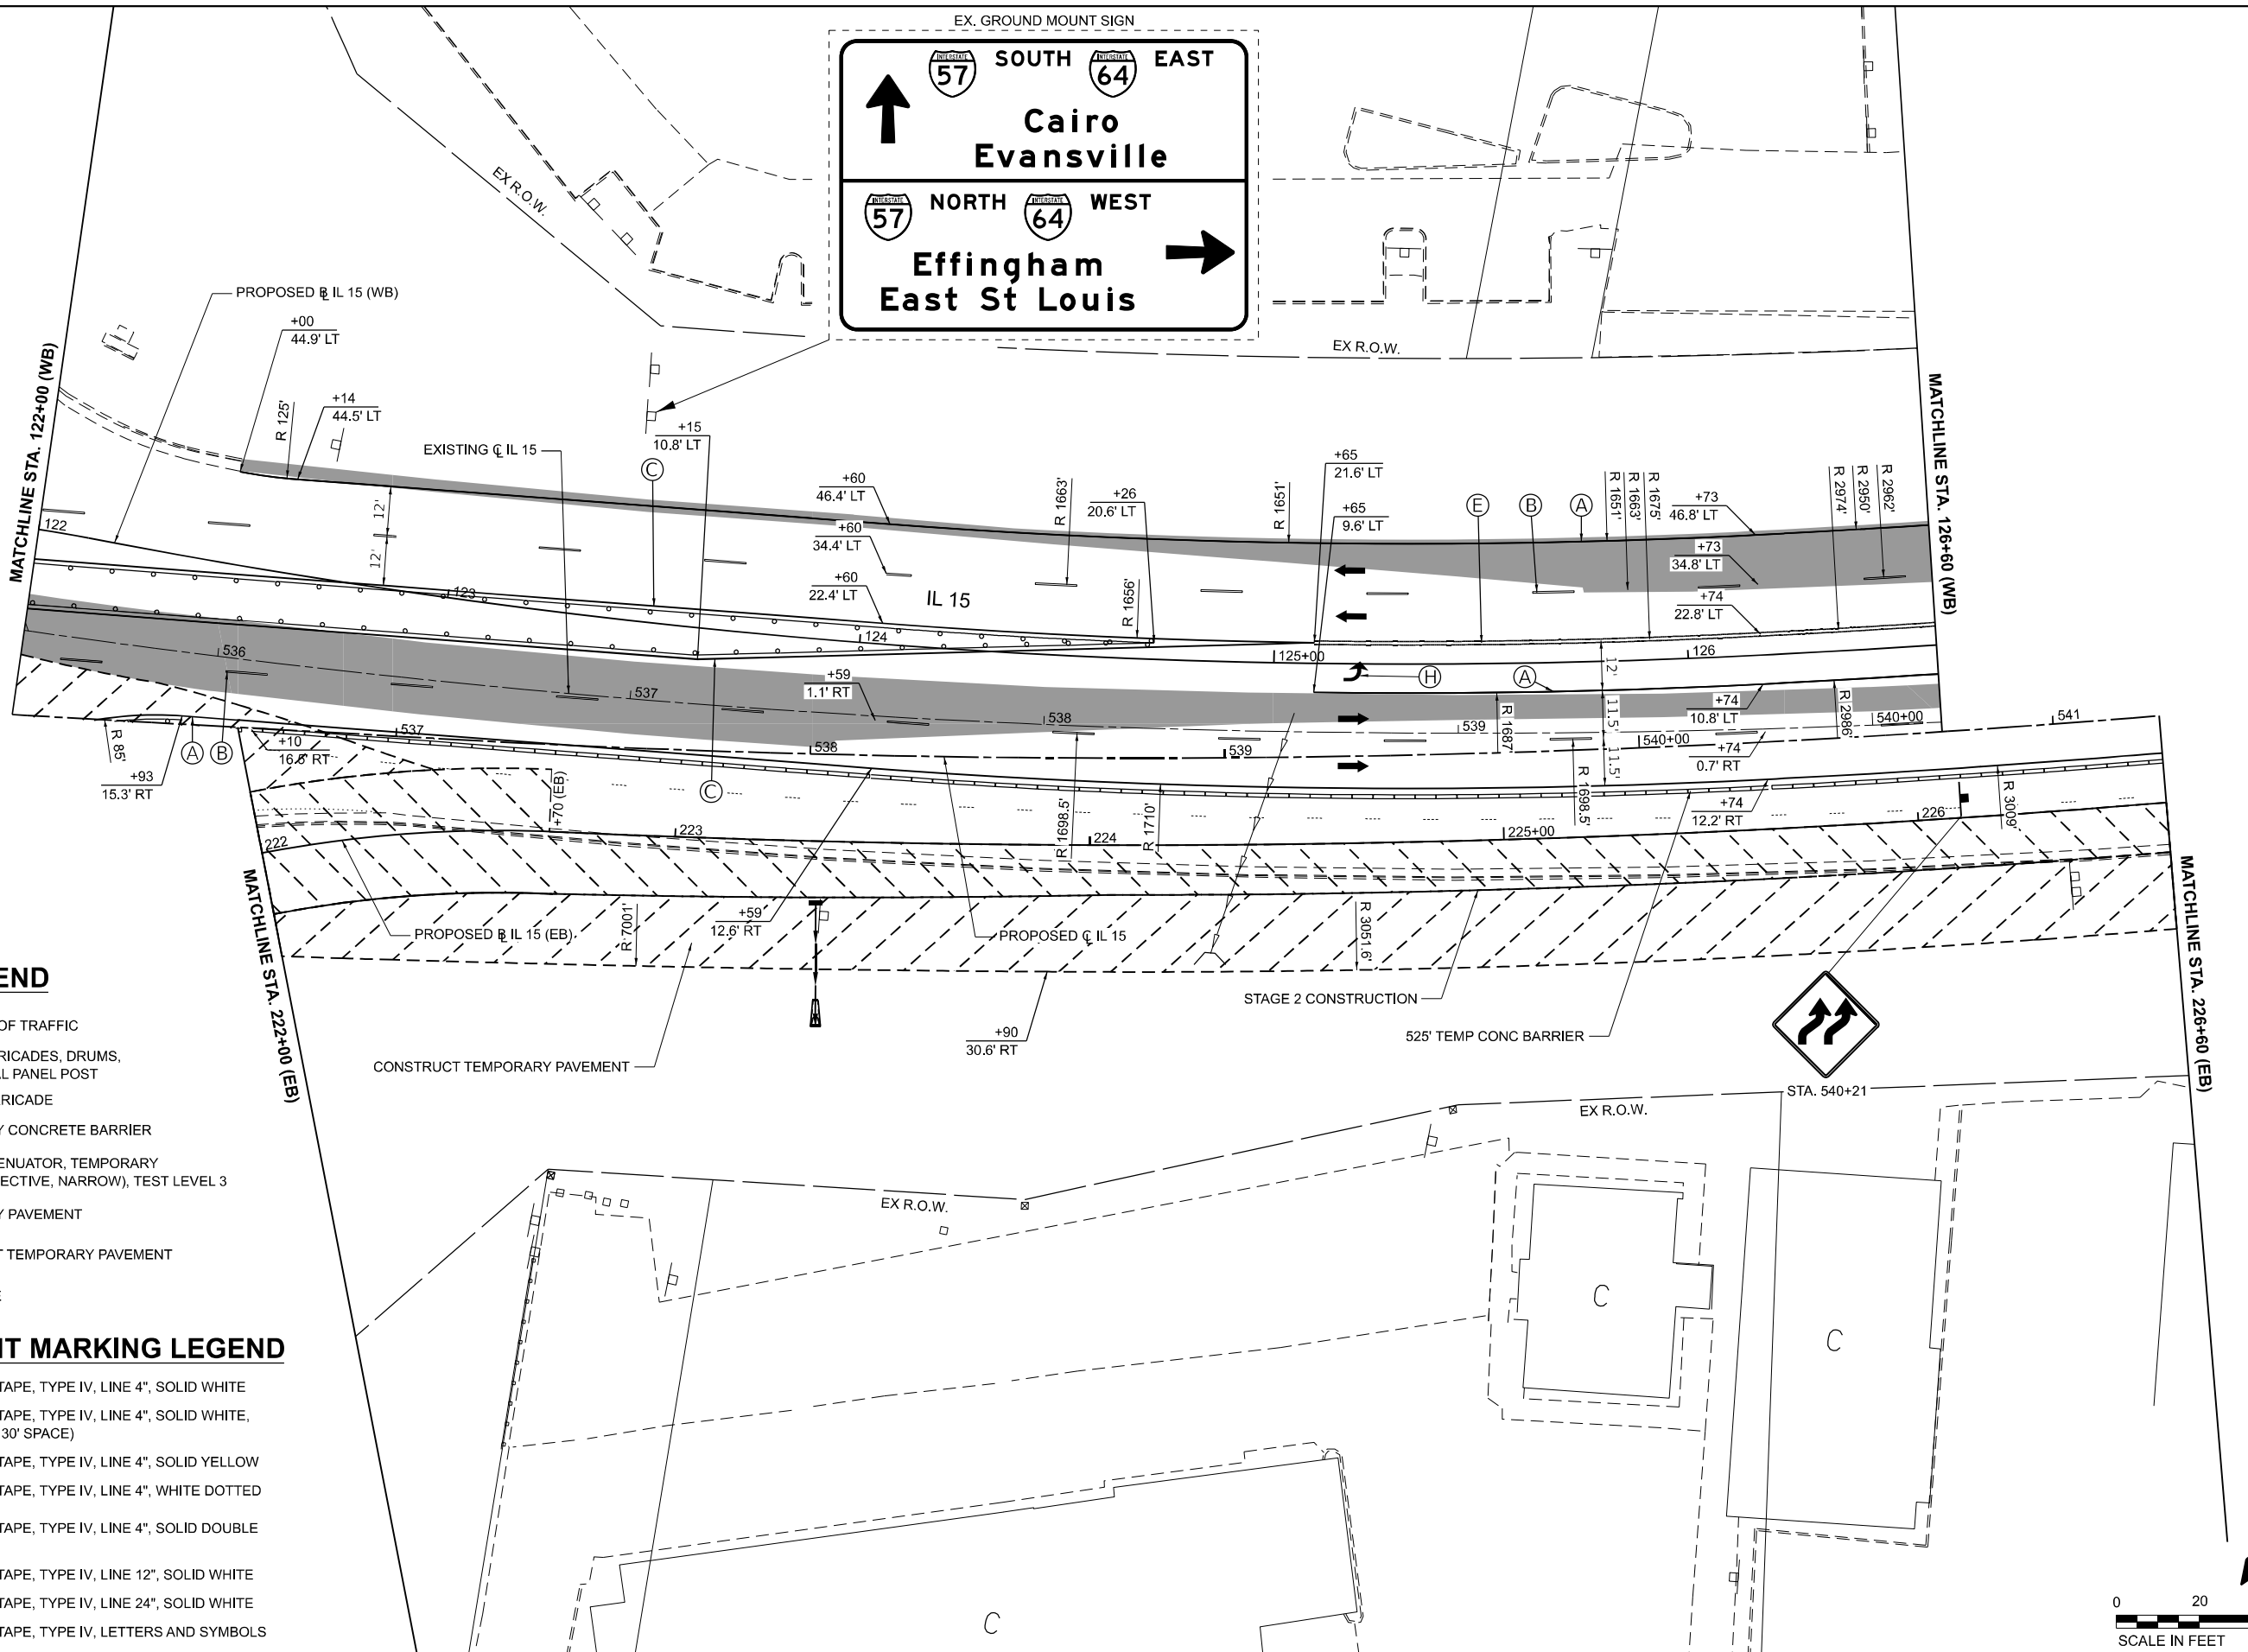 EX. GROUND MOUNT SIGN
INTERSTATE 57 SOUTH INTERSTATE 64 EAST
Cairo
Evansville
INTERSTATE 57 NORTH INTERSTATE 64 WEST
Effingham
East St Louis
EX R.O.W.
EX R.O.W.
PROPOSED B IL 15 (WB)
+00
44.9' LT
R 125'
+14
44.5' LT
EXISTING C IL 15
+15
10.8' LT
C
MATCHLINE STA. 122+00 (WB)
MATCHLINE STA. 126+60 (WB)
12'
12'
+60
46.4' LT
+60
34.4' LT
+60
22.4' LT
R 1663'
+26
20.6' LT
R 1656'
R 1651'
+65
21.6' LT
+65
9.6' LT
E
B
A
R 1651'
R 1663'
R 1675'
+73
46.8' LT
+73
34.8' LT
+74
22.8' LT
R 2974'
R 2950'
R 2962'
122
123
124
125+00
126
IL 15
536
537
538
539
540+00
H
A
12'
11.5'
11.5'
+59
1.1' RT
R 1687'
+74
10.8' LT
R 2986'
+74
0.7' RT
537
538
539
540+00
541
R 85'
+93
15.3' RT
A
B
+10
16.5' RT
+70 (EB)
C
R 1698.5'
R 1710'
R 1698.5'
+74
12.2' RT
R 3009'
222
223
224
225+00
226
MATCHLINE STA. 222+00 (EB)
MATCHLINE STA. 226+60 (EB)
PROPOSED B IL 15 (EB)
R 7001'
+59
12.6' RT
PROPOSED C IL 15
R 3051.6'
STAGE 2 CONSTRUCTION
+90
30.6' RT
CONSTRUCT TEMPORARY PAVEMENT
525' TEMP CONC BARRIER
STA. 540+21
EX R.O.W.
EX R.O.W.
C
C
C
END
OF TRAFFIC
RICADES, DRUMS,
L PANEL POST
RICADE
Y CONCRETE BARRIER
ENUATOR, TEMPORARY
ECTIVE, NARROW), TEST LEVEL 3
Y PAVEMENT
T TEMPORARY PAVEMENT
E
NT MARKING LEGEND
TAPE, TYPE IV, LINE 4", SOLID WHITE
TAPE, TYPE IV, LINE 4", SOLID WHITE,
30' SPACE)
TAPE, TYPE IV, LINE 4", SOLID YELLOW
TAPE, TYPE IV, LINE 4", WHITE DOTTED
TAPE, TYPE IV, LINE 4", SOLID DOUBLE
TAPE, TYPE IV, LINE 12", SOLID WHITE
TAPE, TYPE IV, LINE 24", SOLID WHITE
TAPE, TYPE IV, LETTERS AND SYMBOLS
0 20
SCALE IN FEET